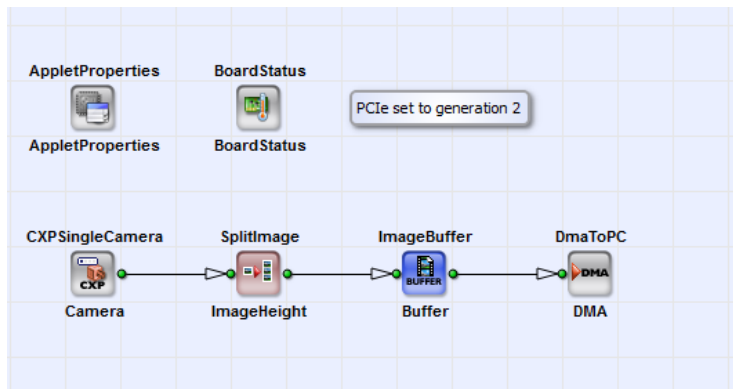 AppletProperties
BoardStatus
AppletProperties
BoardStatus
PCIe set to generation 2
CXPSingleCamera
SplitImage
ImageBuffer
DmaToPC
CXP
BUFFER
DMA
Camera
ImageHeight
Buffer
DMA